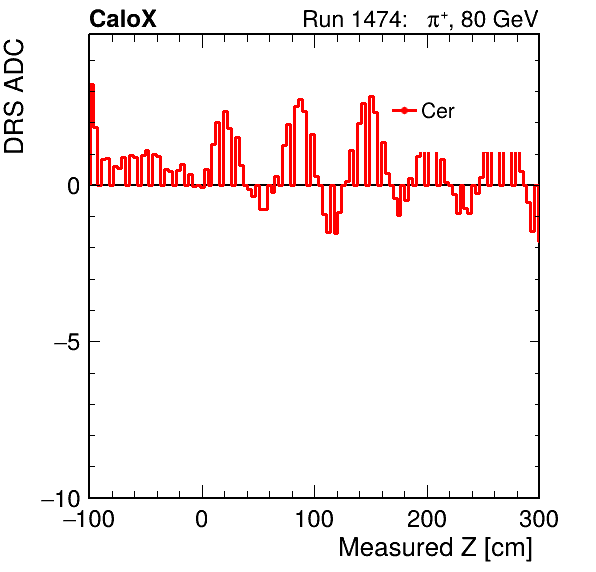 CaloX Run 1474: π⁺, 80 GeV
DRS ADC
Cer
0
−5
−10
−100 0 100 200 300
Measured Z [cm]